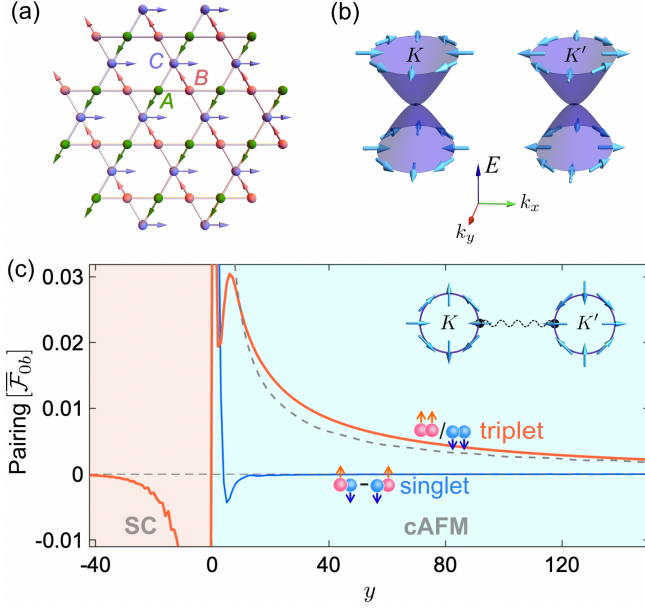 (a)
C
B
A
(b)
K
K′
E
k_x
k_y
(c)
Pairing [\overline{\mathcal{F}}_{0b}]
0.03
0.02
0.01
0
-0.01
K
K′
/ triplet
- singlet
SC
cAFM
-40
0
40
80
120
y